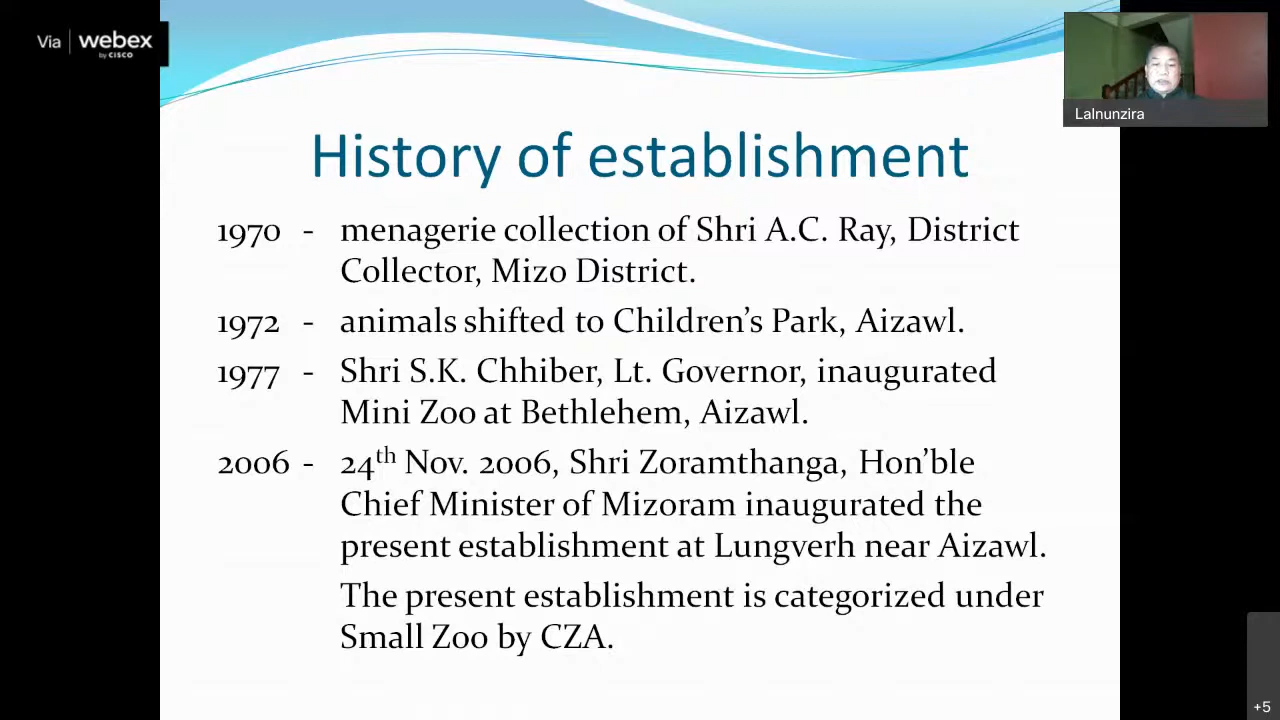 Via webex
by CISCO
Lalnunzira
History of establishment
1970 - menagerie collection of Shri A.C. Ray, District
Collector, Mizo District.
1972 - animals shifted to Children's Park, Aizawl.
1977 - Shri S.K. Chhiber, Lt. Governor, inaugurated
Mini Zoo at Bethlehem, Aizawl.
2006 - 24th Nov. 2006, Shri Zoramthanga, Hon'ble
Chief Minister of Mizoram inaugurated the
present establishment at Lungverh near Aizawl.
The present establishment is categorized under
Small Zoo by CZA.
+5